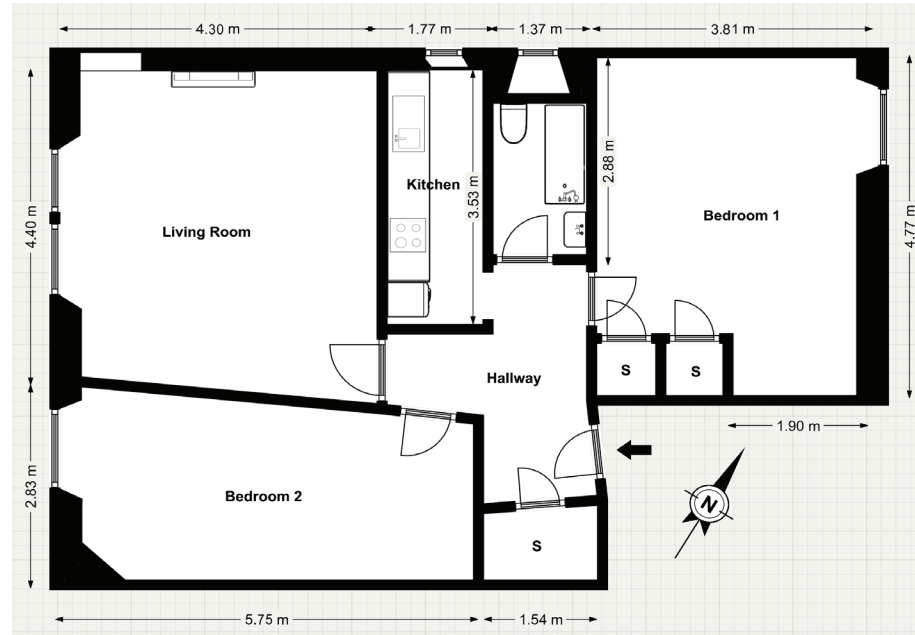 4.30 m
1.77 m
1.37 m
3.81 m
4.40 m
2.83 m
Living Room
Kitchen
3.53 m
2.88 m
Bedroom 1
4.77 m
S
S
Hallway
1.90 m
Bedroom 2
N
S
5.75 m
1.54 m